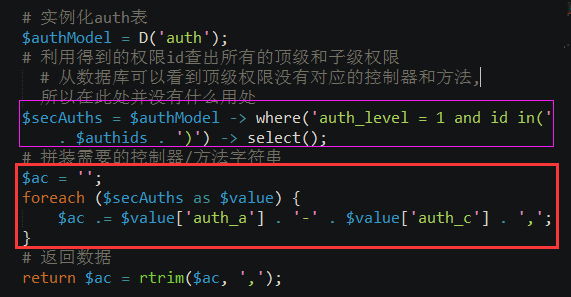 # 实例化auth表
$authModel = D('auth');
# 利用得到的权限id查出所有的顶级和子级权限
# 从数据库可以看到顶级权限没有对应的控制器和方法,
所以在此处并没有什么用处
$secAuths = $authModel -> where('auth_level = 1 and id in('
. $authids . ')') -> select();
# 拼装需要的控制器/方法字符串
$ac = '';
foreach ($secAuths as $value) {
$ac .= $value['auth_a'] . '-' . $value['auth_c'] . ',';
}
# 返回数据
return $ac = rtrim($ac, ',');